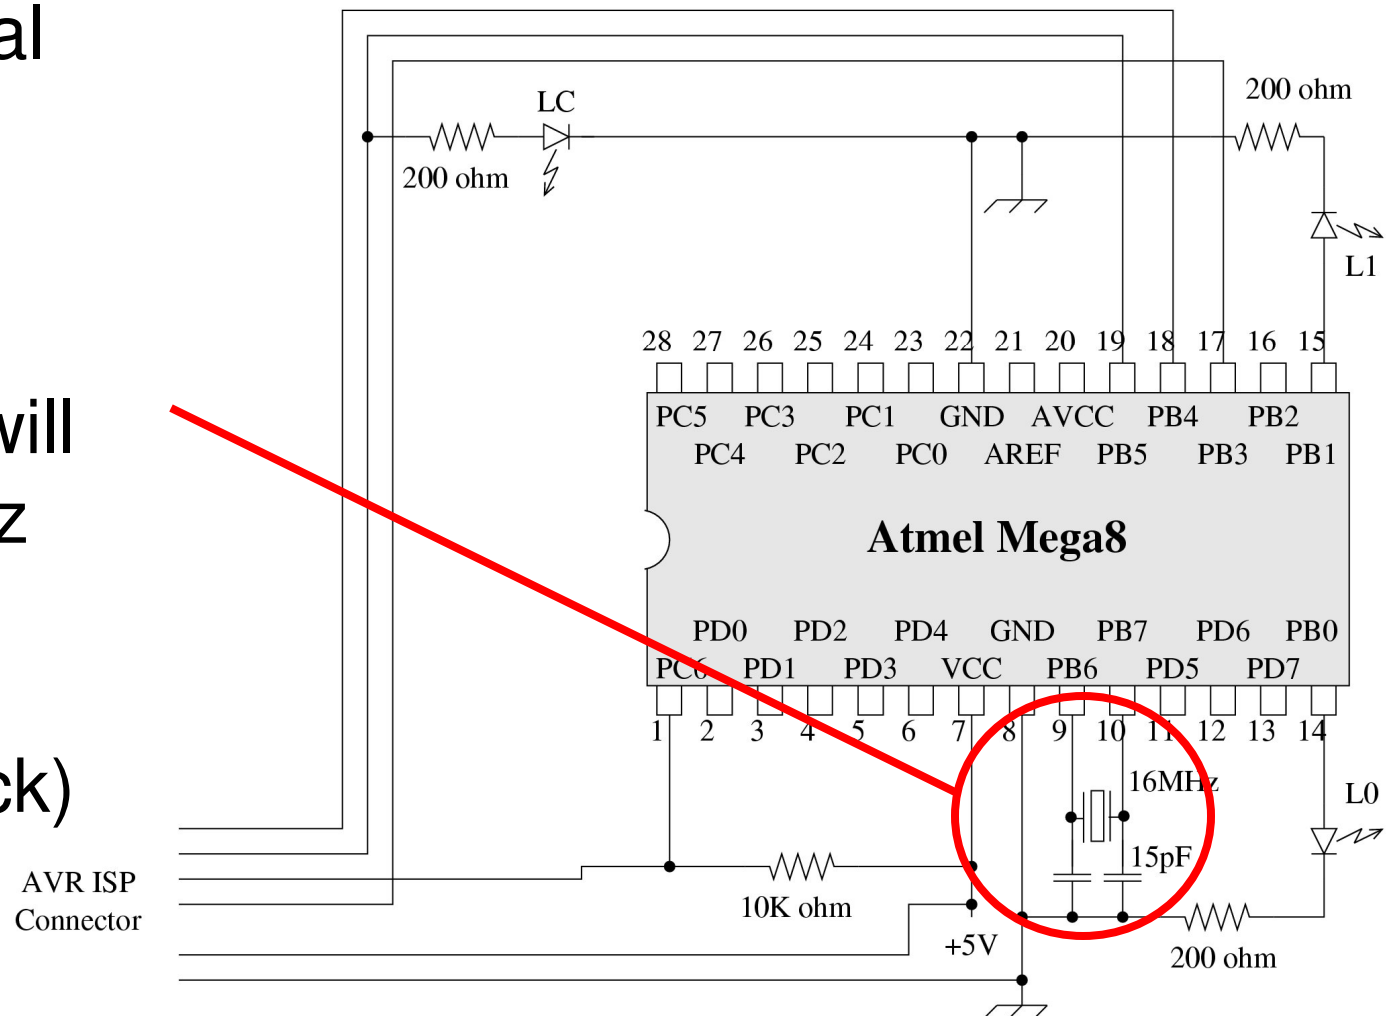 al
LC
200 ohm
200 ohm
L1
28 27 26 25 24 23 22 21 20 19 18 17 16 15
PC5 PC3 PC1 GND AVCC PB4 PB2
PC4 PC2 PC0 AREF PB5 PB3 PB1
will
z
Atmel Mega8
PD0 PD2 PD4 GND PB7 PD6 PB0
PC6 PD1 PD3 VCC PB6 PD5 PD7
1 2 3 4 5 6 7 8 9 10 11 12 13 14
ck)
16MHz
L0
15pF
AVR ISP
Connector
10K ohm
+5V
200 ohm